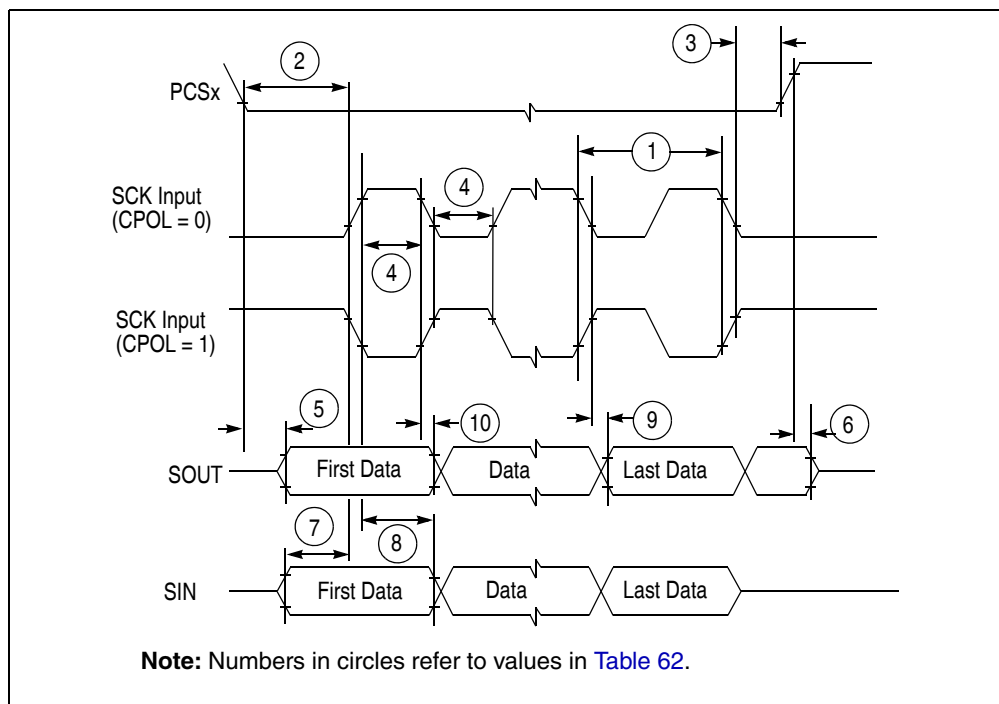 3
2
PCSx
1
SCK Input
(CPOL = 0)
4
4
SCK Input
(CPOL = 1)
5
10
9
6
SOUT
First Data
Data
Last Data
7
8
SIN
First Data
Data
Last Data
Note: Numbers in circles refer to values in Table 62.